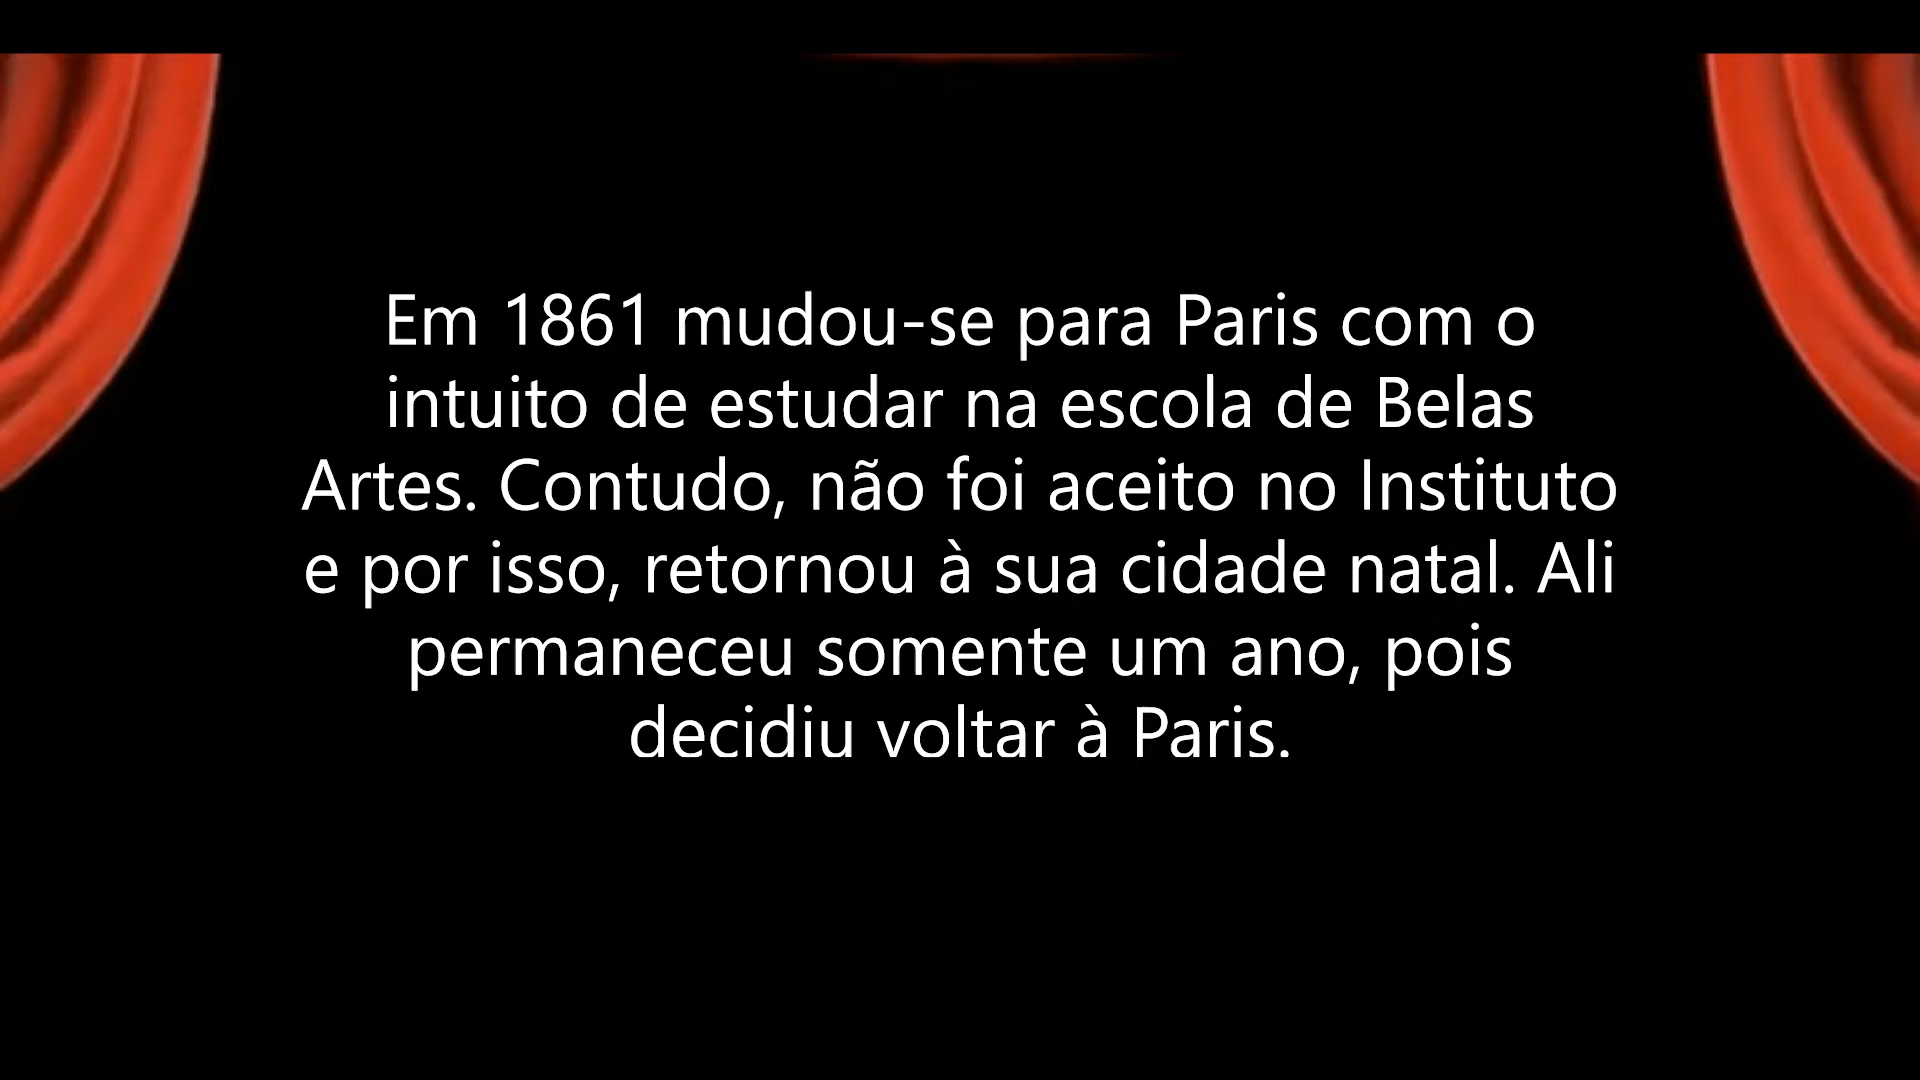 Em 1861 mudou-se para Paris com o
intuito de estudar na escola de Belas
Artes. Contudo, não foi aceito no Instituto
e por isso, retornou à sua cidade natal. Ali
permaneceu somente um ano, pois
decidiu voltar à Paris.